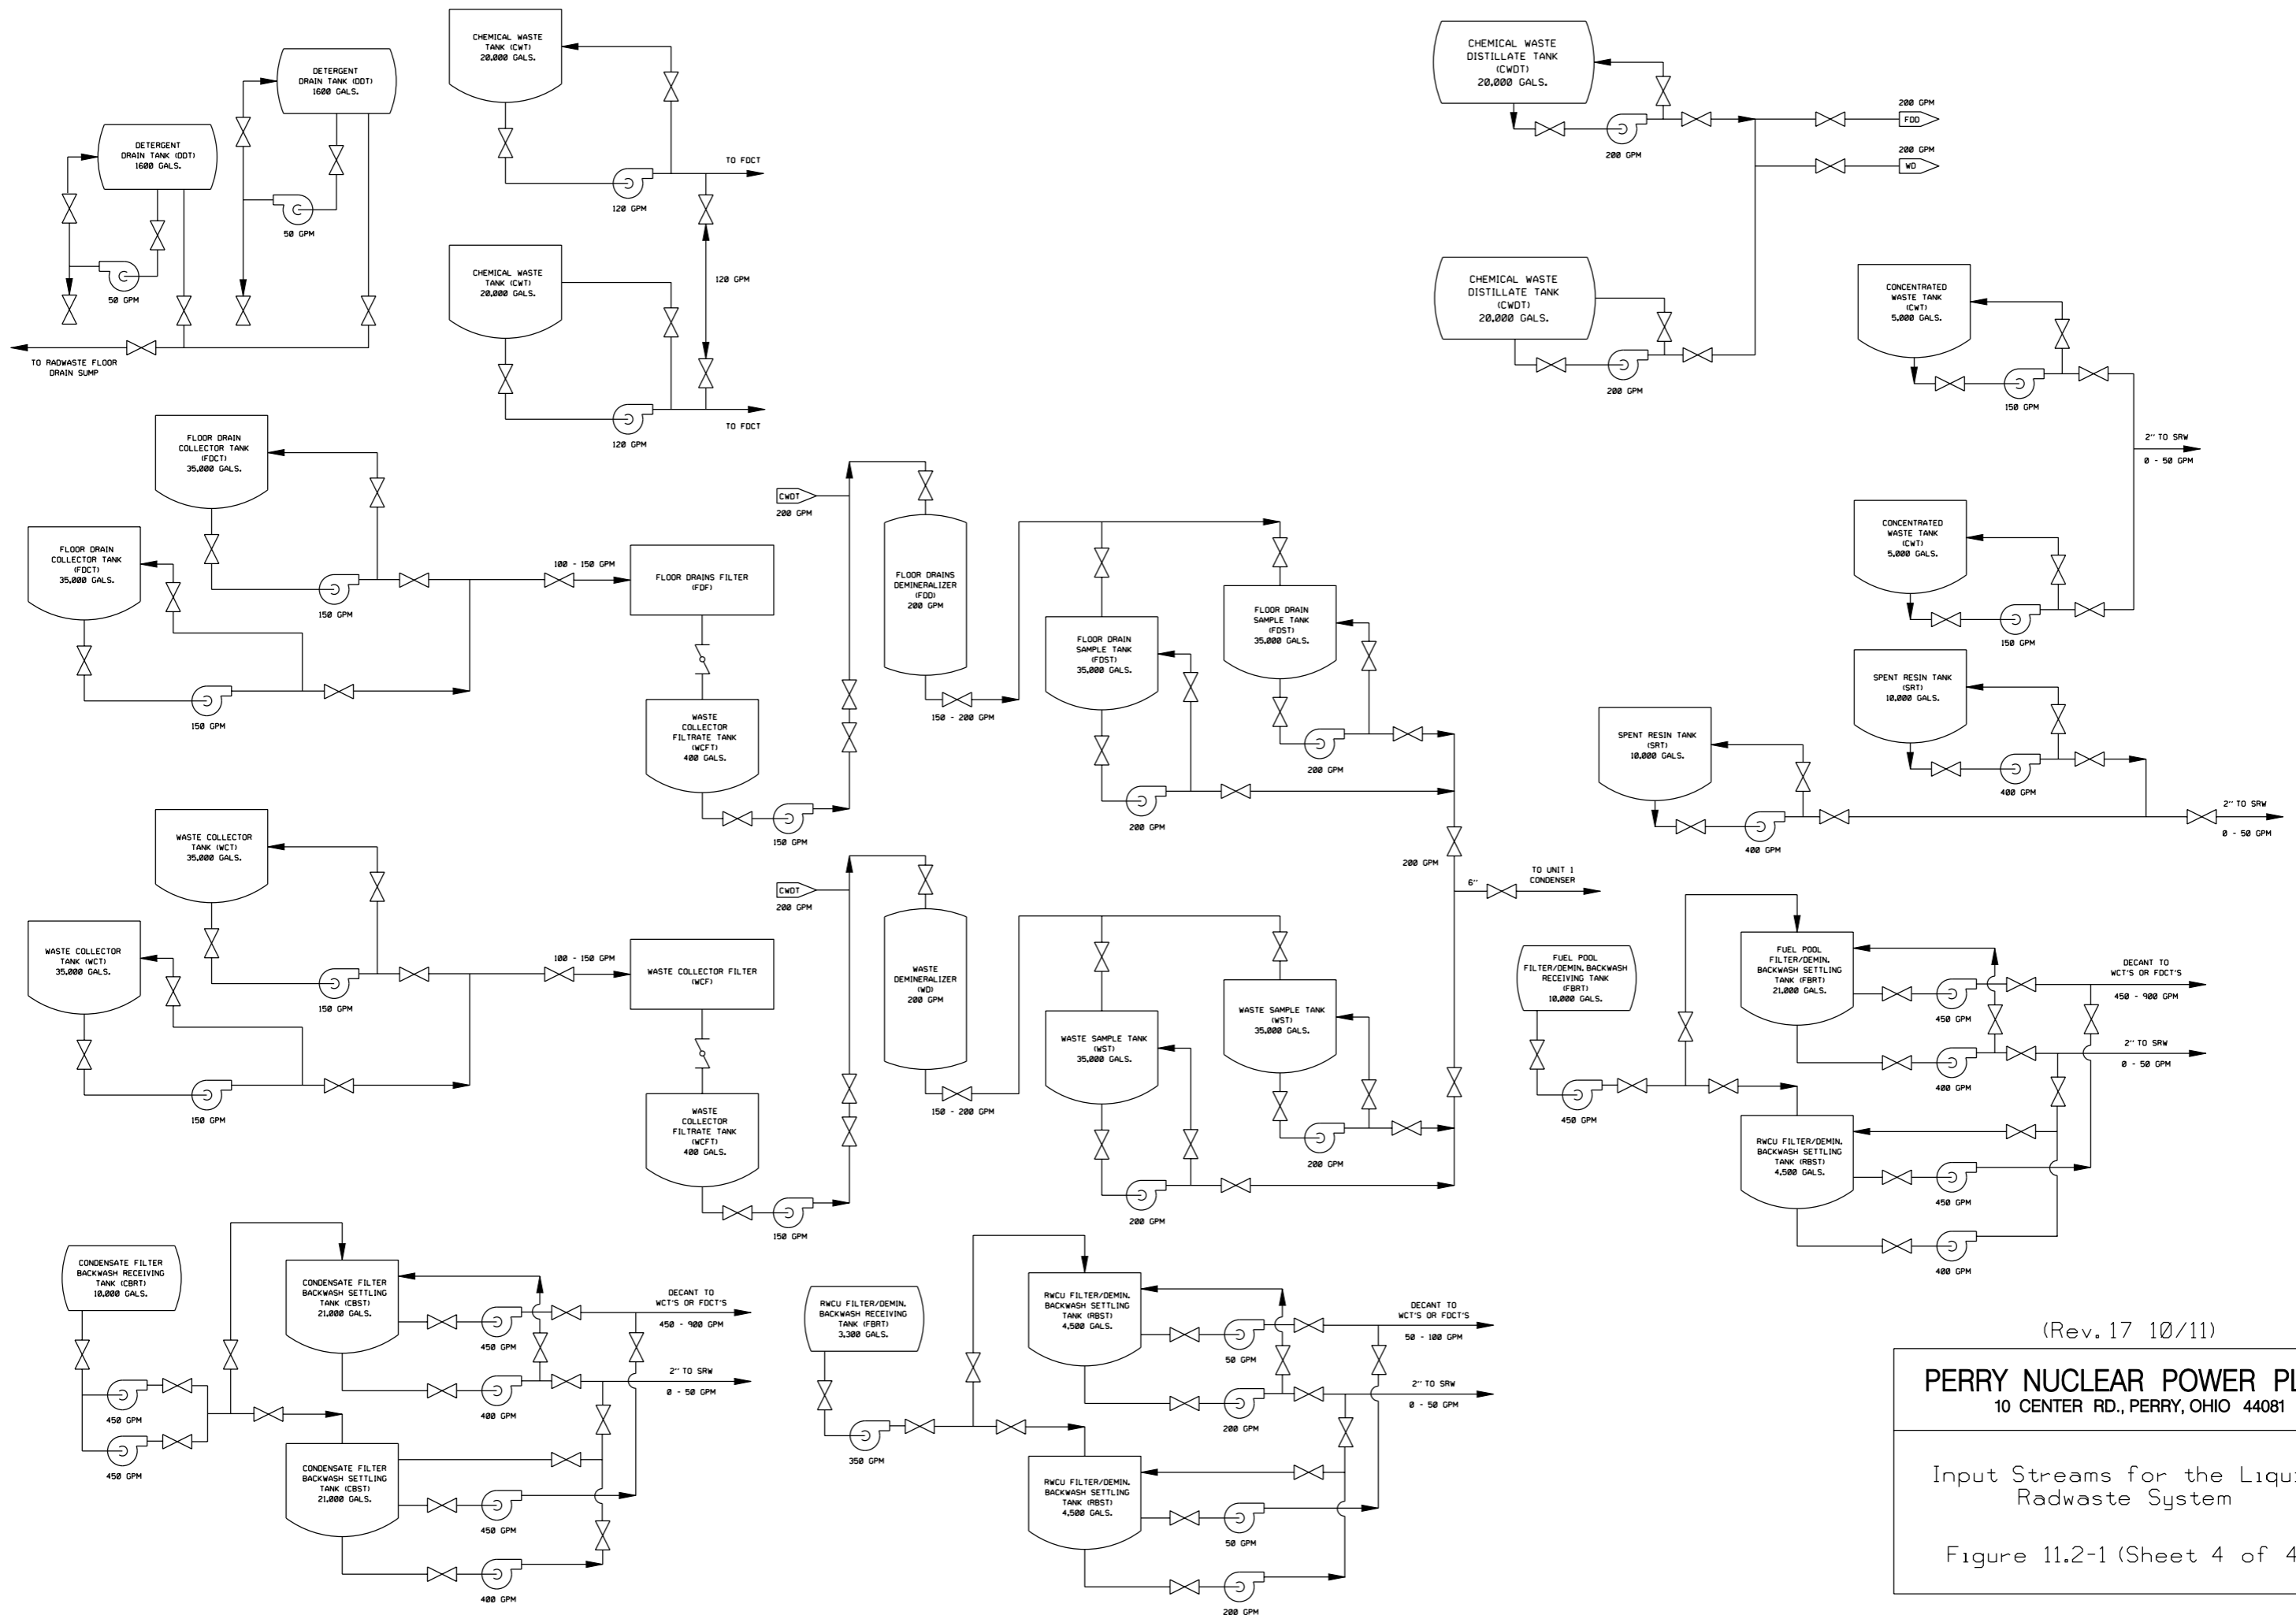 DETERGENT
DRAIN TANK (DDT)
1600 GALS.
50 GPM
DETERGENT
DRAIN TANK (DDT)
1600 GALS.
50 GPM
TO RADWASTE FLOOR
DRAIN SUMP
CHEMICAL WASTE
TANK (CWT)
20,000 GALS.
TO FDCT
120 GPM
120 GPM
CHEMICAL WASTE
TANK (CWT)
20,000 GALS.
120 GPM
TO FDCT
CHEMICAL WASTE
DISTILLATE TANK
(CWDT)
20,000 GALS.
200 GPM
200 GPM
FDD
200 GPM
WD
CHEMICAL WASTE
DISTILLATE TANK
(CWDT)
20,000 GALS.
200 GPM
CONCENTRATED
WASTE TANK
(CWT)
5,000 GALS.
150 GPM
2" TO SRW
0 - 50 GPM
CONCENTRATED
WASTE TANK
(CWT)
5,000 GALS.
150 GPM
FLOOR DRAIN
COLLECTOR TANK
(FDCT)
35,000 GALS.
150 GPM
FLOOR DRAIN
COLLECTOR TANK
(FDCT)
35,000 GALS.
150 GPM
100 - 150 GPM
FLOOR DRAINS FILTER
(FDF)
WASTE
COLLECTOR
FILTRATE TANK
(WCFT)
400 GALS.
150 GPM
CWDT
200 GPM
FLOOR DRAINS
DEMINERALIZER
(FDD)
200 GPM
150 - 200 GPM
FLOOR DRAIN
SAMPLE TANK
(FDST)
35,000 GALS.
200 GPM
FLOOR DRAIN
SAMPLE TANK
(FDST)
35,000 GALS.
200 GPM
200 GPM
6"
TO UNIT 1
CONDENSER
SPENT RESIN TANK
(SRT)
10,000 GALS.
400 GPM
SPENT RESIN TANK
(SRT)
10,000 GALS.
400 GPM
2" TO SRW
0 - 50 GPM
WASTE COLLECTOR
TANK (WCT)
35,000 GALS.
150 GPM
WASTE COLLECTOR
TANK (WCT)
35,000 GALS.
150 GPM
100 - 150 GPM
WASTE COLLECTOR FILTER
(WCF)
WASTE
COLLECTOR
FILTRATE TANK
(WCFT)
400 GALS.
150 GPM
CWDT
200 GPM
WASTE
DEMINERALIZER
(WD)
200 GPM
150 - 200 GPM
WASTE SAMPLE TANK
(WST)
35,000 GALS.
200 GPM
WASTE SAMPLE TANK
(WST)
35,000 GALS.
200 GPM
FUEL POOL
FILTER/DEMIN. BACKWASH
RECEIVING TANK
(FBRT)
10,000 GALS.
450 GPM
FUEL POOL
FILTER/DEMIN.
BACKWASH SETTLING
TANK (FBRT)
21,000 GALS.
450 GPM
400 GPM
DECANT TO
WCT'S OR FDCT'S
450 - 900 GPM
2" TO SRW
0 - 50 GPM
RWCU FILTER/DEMIN.
BACKWASH SETTLING
TANK (RBST)
4,500 GALS.
450 GPM
400 GPM
CONDENSATE FILTER
BACKWASH RECEIVING
TANK (CBRT)
10,000 GALS.
450 GPM
450 GPM
CONDENSATE FILTER
BACKWASH SETTLING
TANK (CBST)
21,000 GALS.
450 GPM
400 GPM
DECANT TO
WCT'S OR FDCT'S
450 - 900 GPM
2" TO SRW
0 - 50 GPM
CONDENSATE FILTER
BACKWASH SETTLING
TANK (CBST)
21,000 GALS.
450 GPM
400 GPM
RWCU FILTER/DEMIN.
BACKWASH RECEIVING
TANK (FBRT)
3,300 GALS.
350 GPM
RWCU FILTER/DEMIN.
BACKWASH SETTLING
TANK (RBST)
4,500 GALS.
50 GPM
200 GPM
DECANT TO
WCT'S OR FDCT'S
50 - 100 GPM
2" TO SRW
0 - 50 GPM
RWCU FILTER/DEMIN.
BACKWASH SETTLING
TANK (RBST)
4,500 GALS.
50 GPM
200 GPM
(Rev. 17 10/11)
PERRY NUCLEAR POWER PL
10 CENTER RD., PERRY, OHIO 44081
Input Streams for the Liqui
Radwaste System
Figure 11.2-1 (Sheet 4 of 4